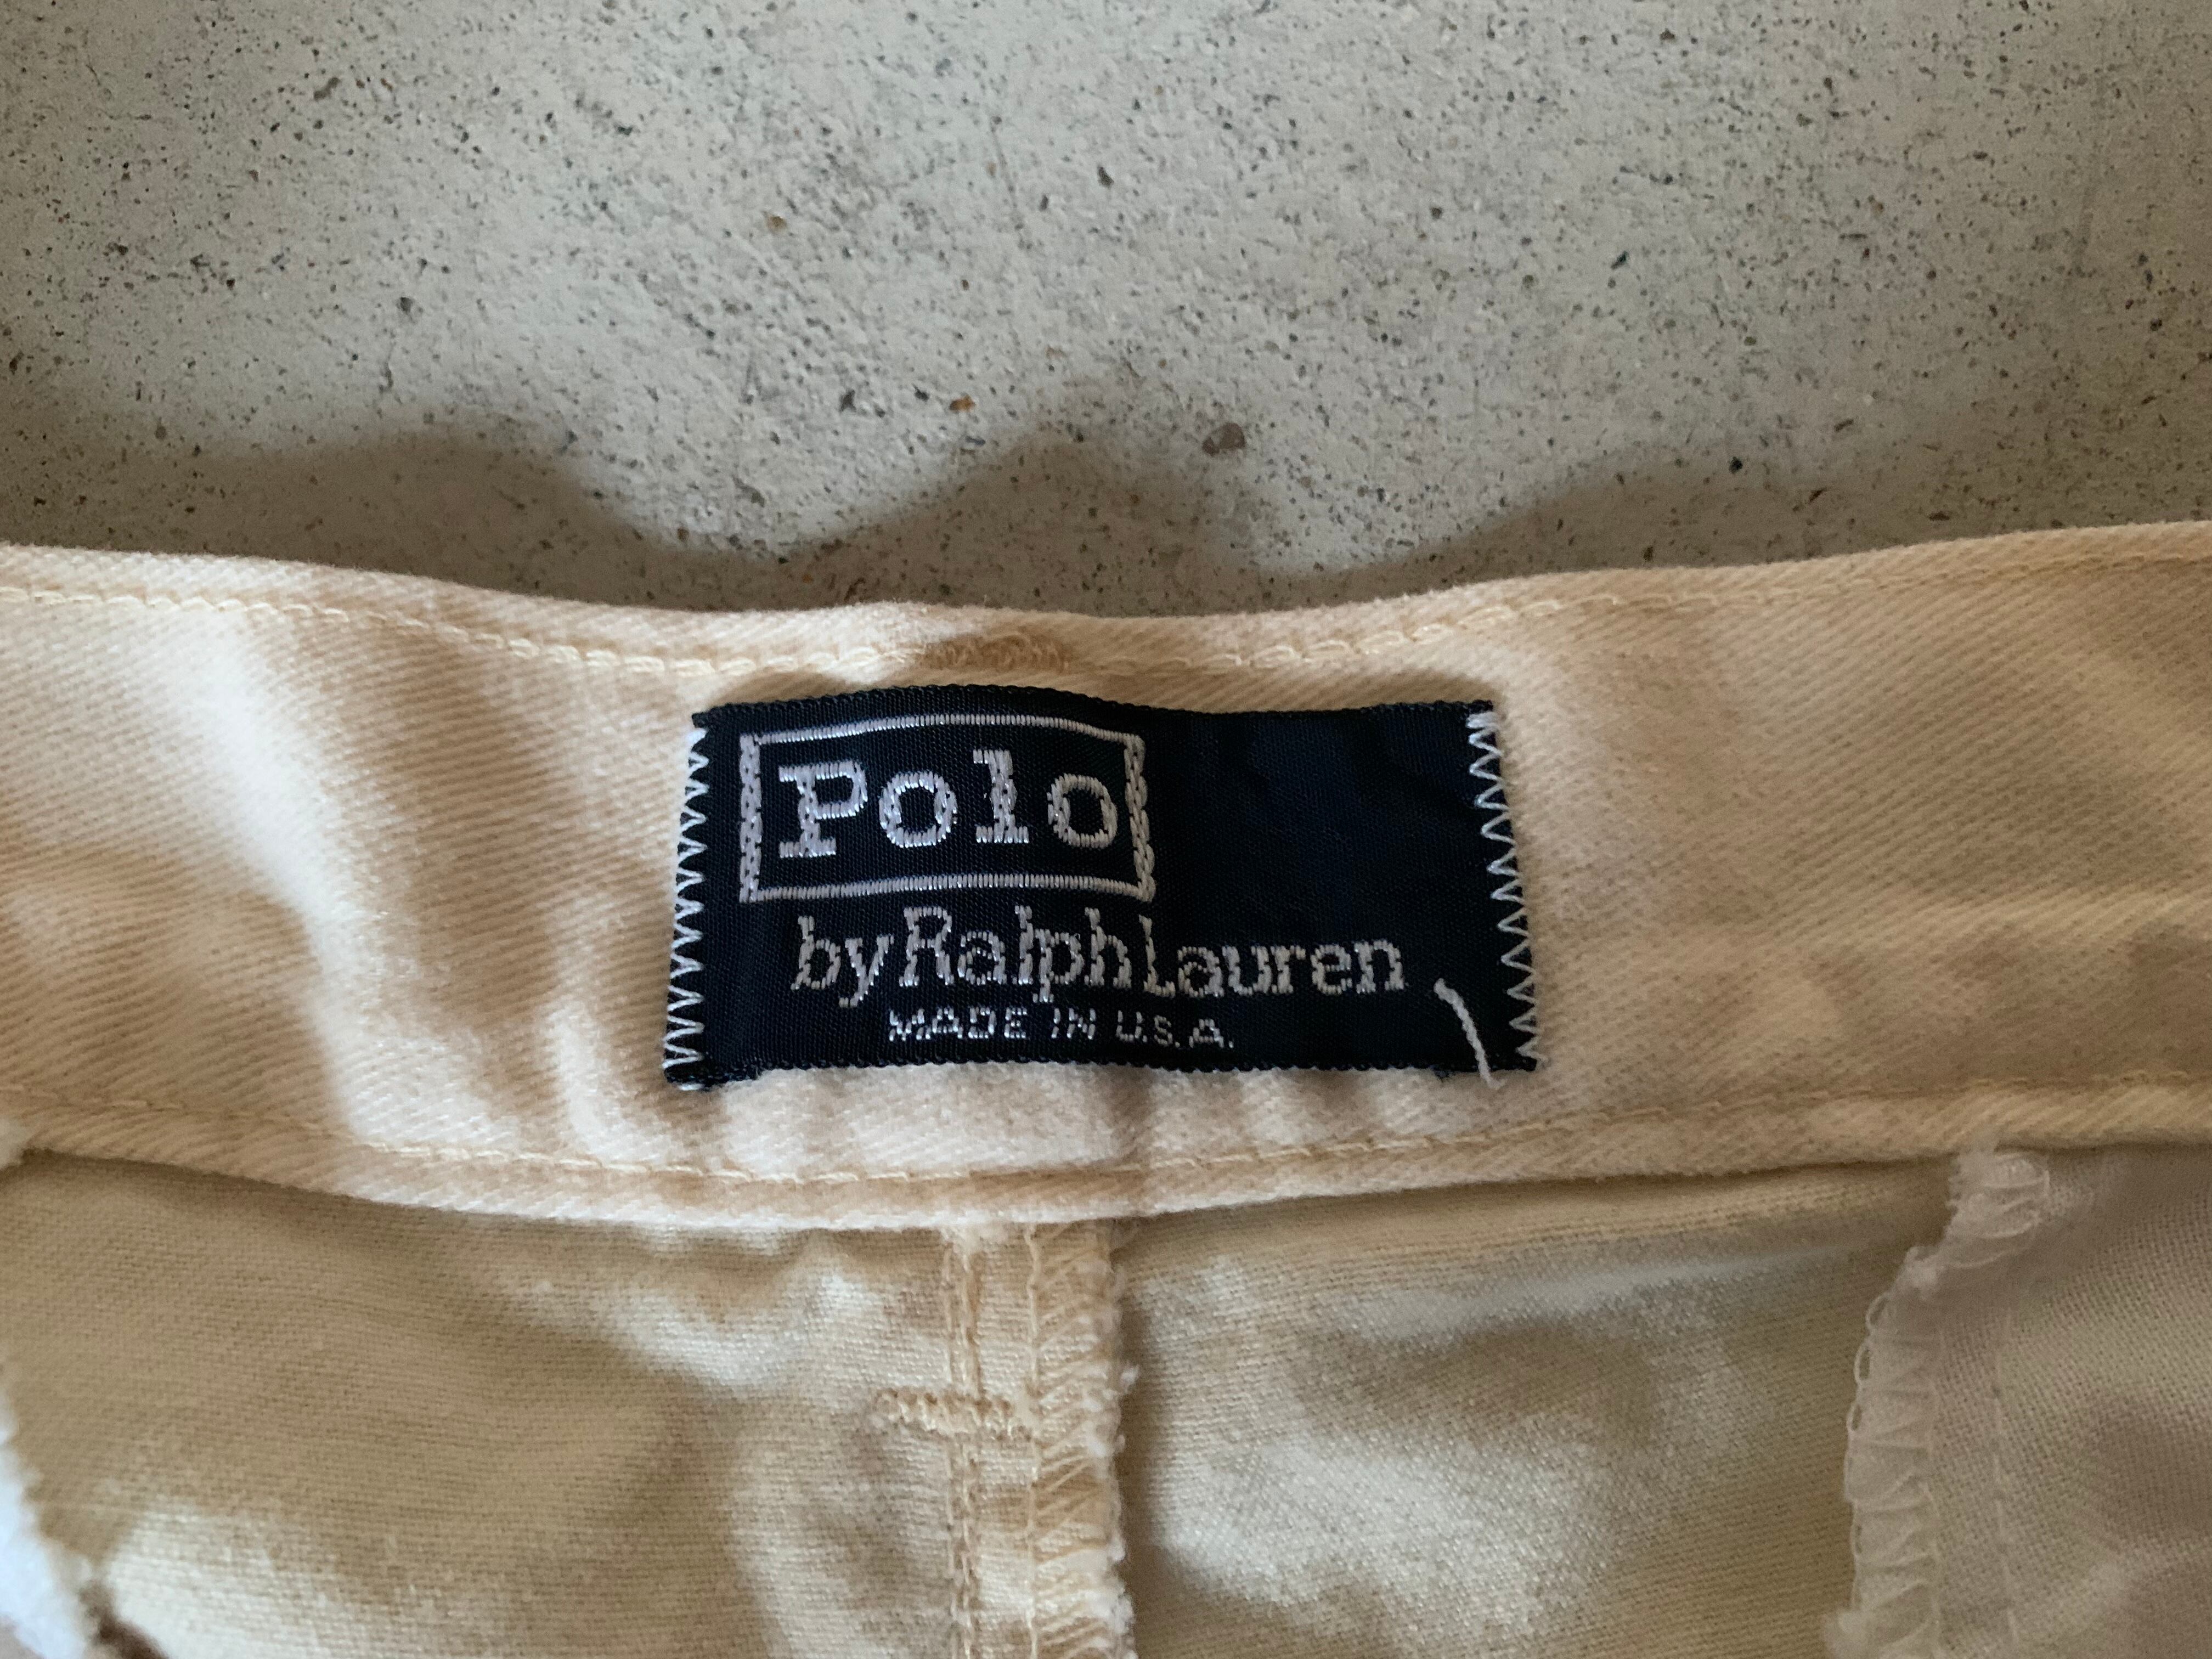 Polo
by Ralph Lauren
MADE IN U.S.A.